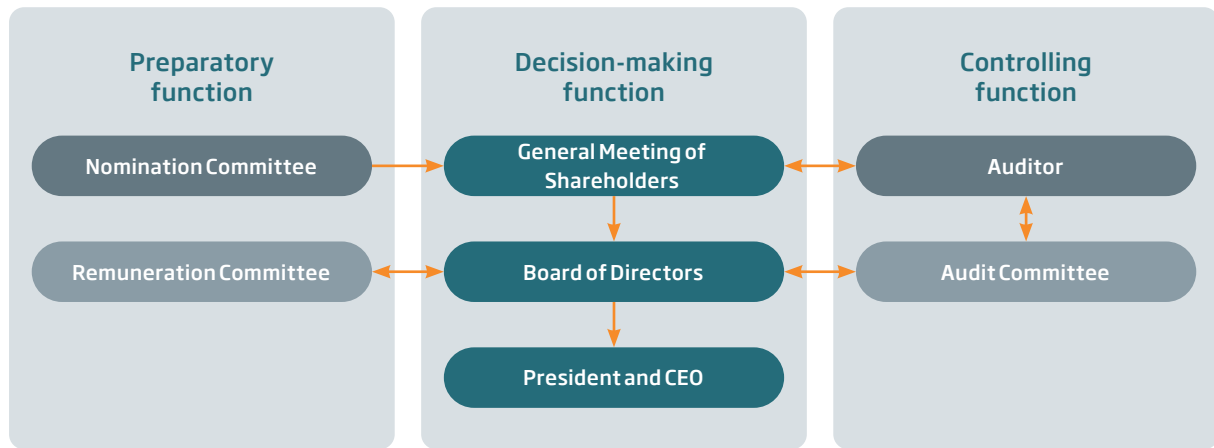 Preparatory
function
Nomination Committee
Remuneration Committee
Decision-making
function
General Meeting of
Shareholders
Board of Directors
President and CEO
Controlling
function
Auditor
Audit Committee